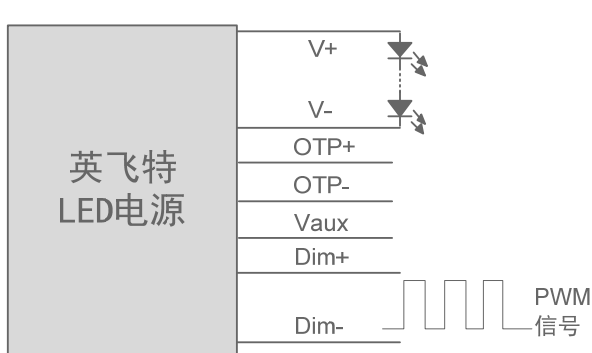 V+
V-
OTP+
英飞特
LED电源
OTP-
Vaux
Dim+
Dim-
PWM
信号